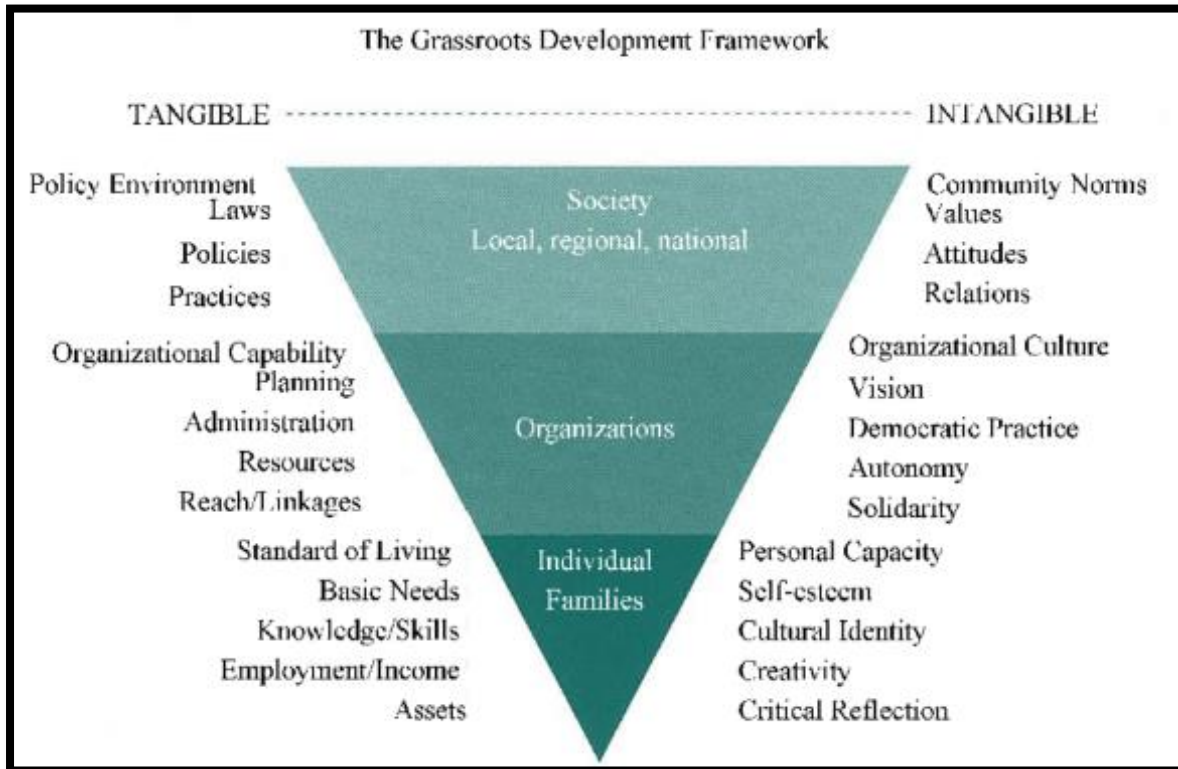 The Grassroots Development Framework
TANGIBLE
INTANGIBLE
Policy Environment
Laws
Policies
Practices
Society
Local, regional, national
Community Norms
Values
Attitudes
Relations
Organizational Capability
Planning
Administration
Resources
Reach/Linkages
Organizations
Organizational Culture
Vision
Democratic Practice
Autonomy
Solidarity
Standard of Living
Basic Needs
Knowledge/Skills
Employment/Income
Assets
Individual
Families
Personal Capacity
Self-esteem
Cultural Identity
Creativity
Critical Reflection